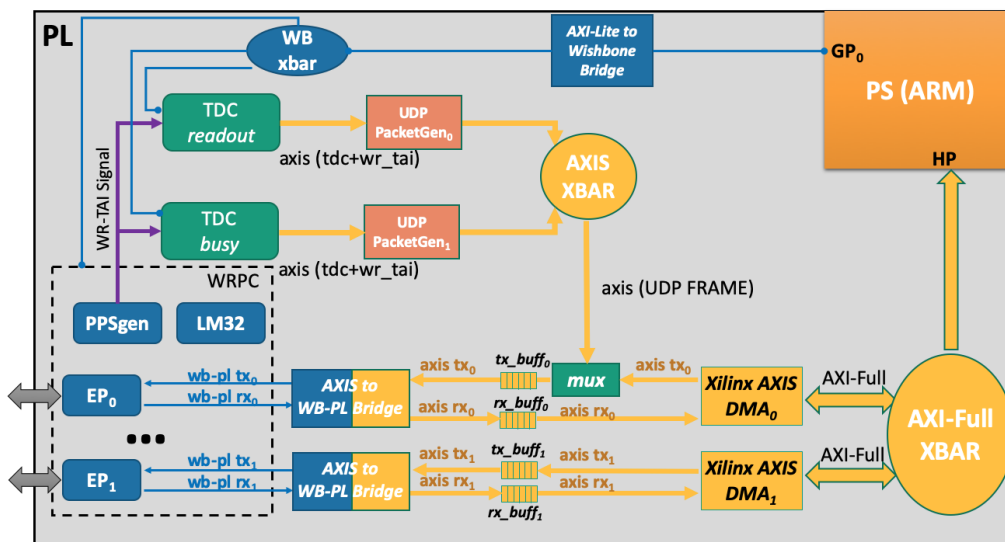 PL
WB
xbar
AXI-Lite to
Wishbone
Bridge
GP0
PS (ARM)
HP
TDC
readout
UDP
PacketGen0
axis (tdc+wr_tai)
AXIS
XBAR
WR-TAI Signal
TDC
busy
UDP
PacketGen1
axis (tdc+wr_tai)
WRPC
axis (UDP FRAME)
PPSgen
LM32
EP0
wb-pl tx0
wb-pl rx0
AXIS to
WB-PL Bridge
axis tx0
axis rx0
tx_buff0
rx_buff0
mux
axis tx0
axis rx0
Xilinx AXIS
DMA0
AXI-Full
AXI-Full
XBAR
EP1
wb-pl tx1
wb-pl rx1
AXIS to
WB-PL Bridge
axis tx1
axis rx1
tx_buff1
rx_buff1
axis tx1
axis rx1
Xilinx AXIS
DMA1
AXI-Full